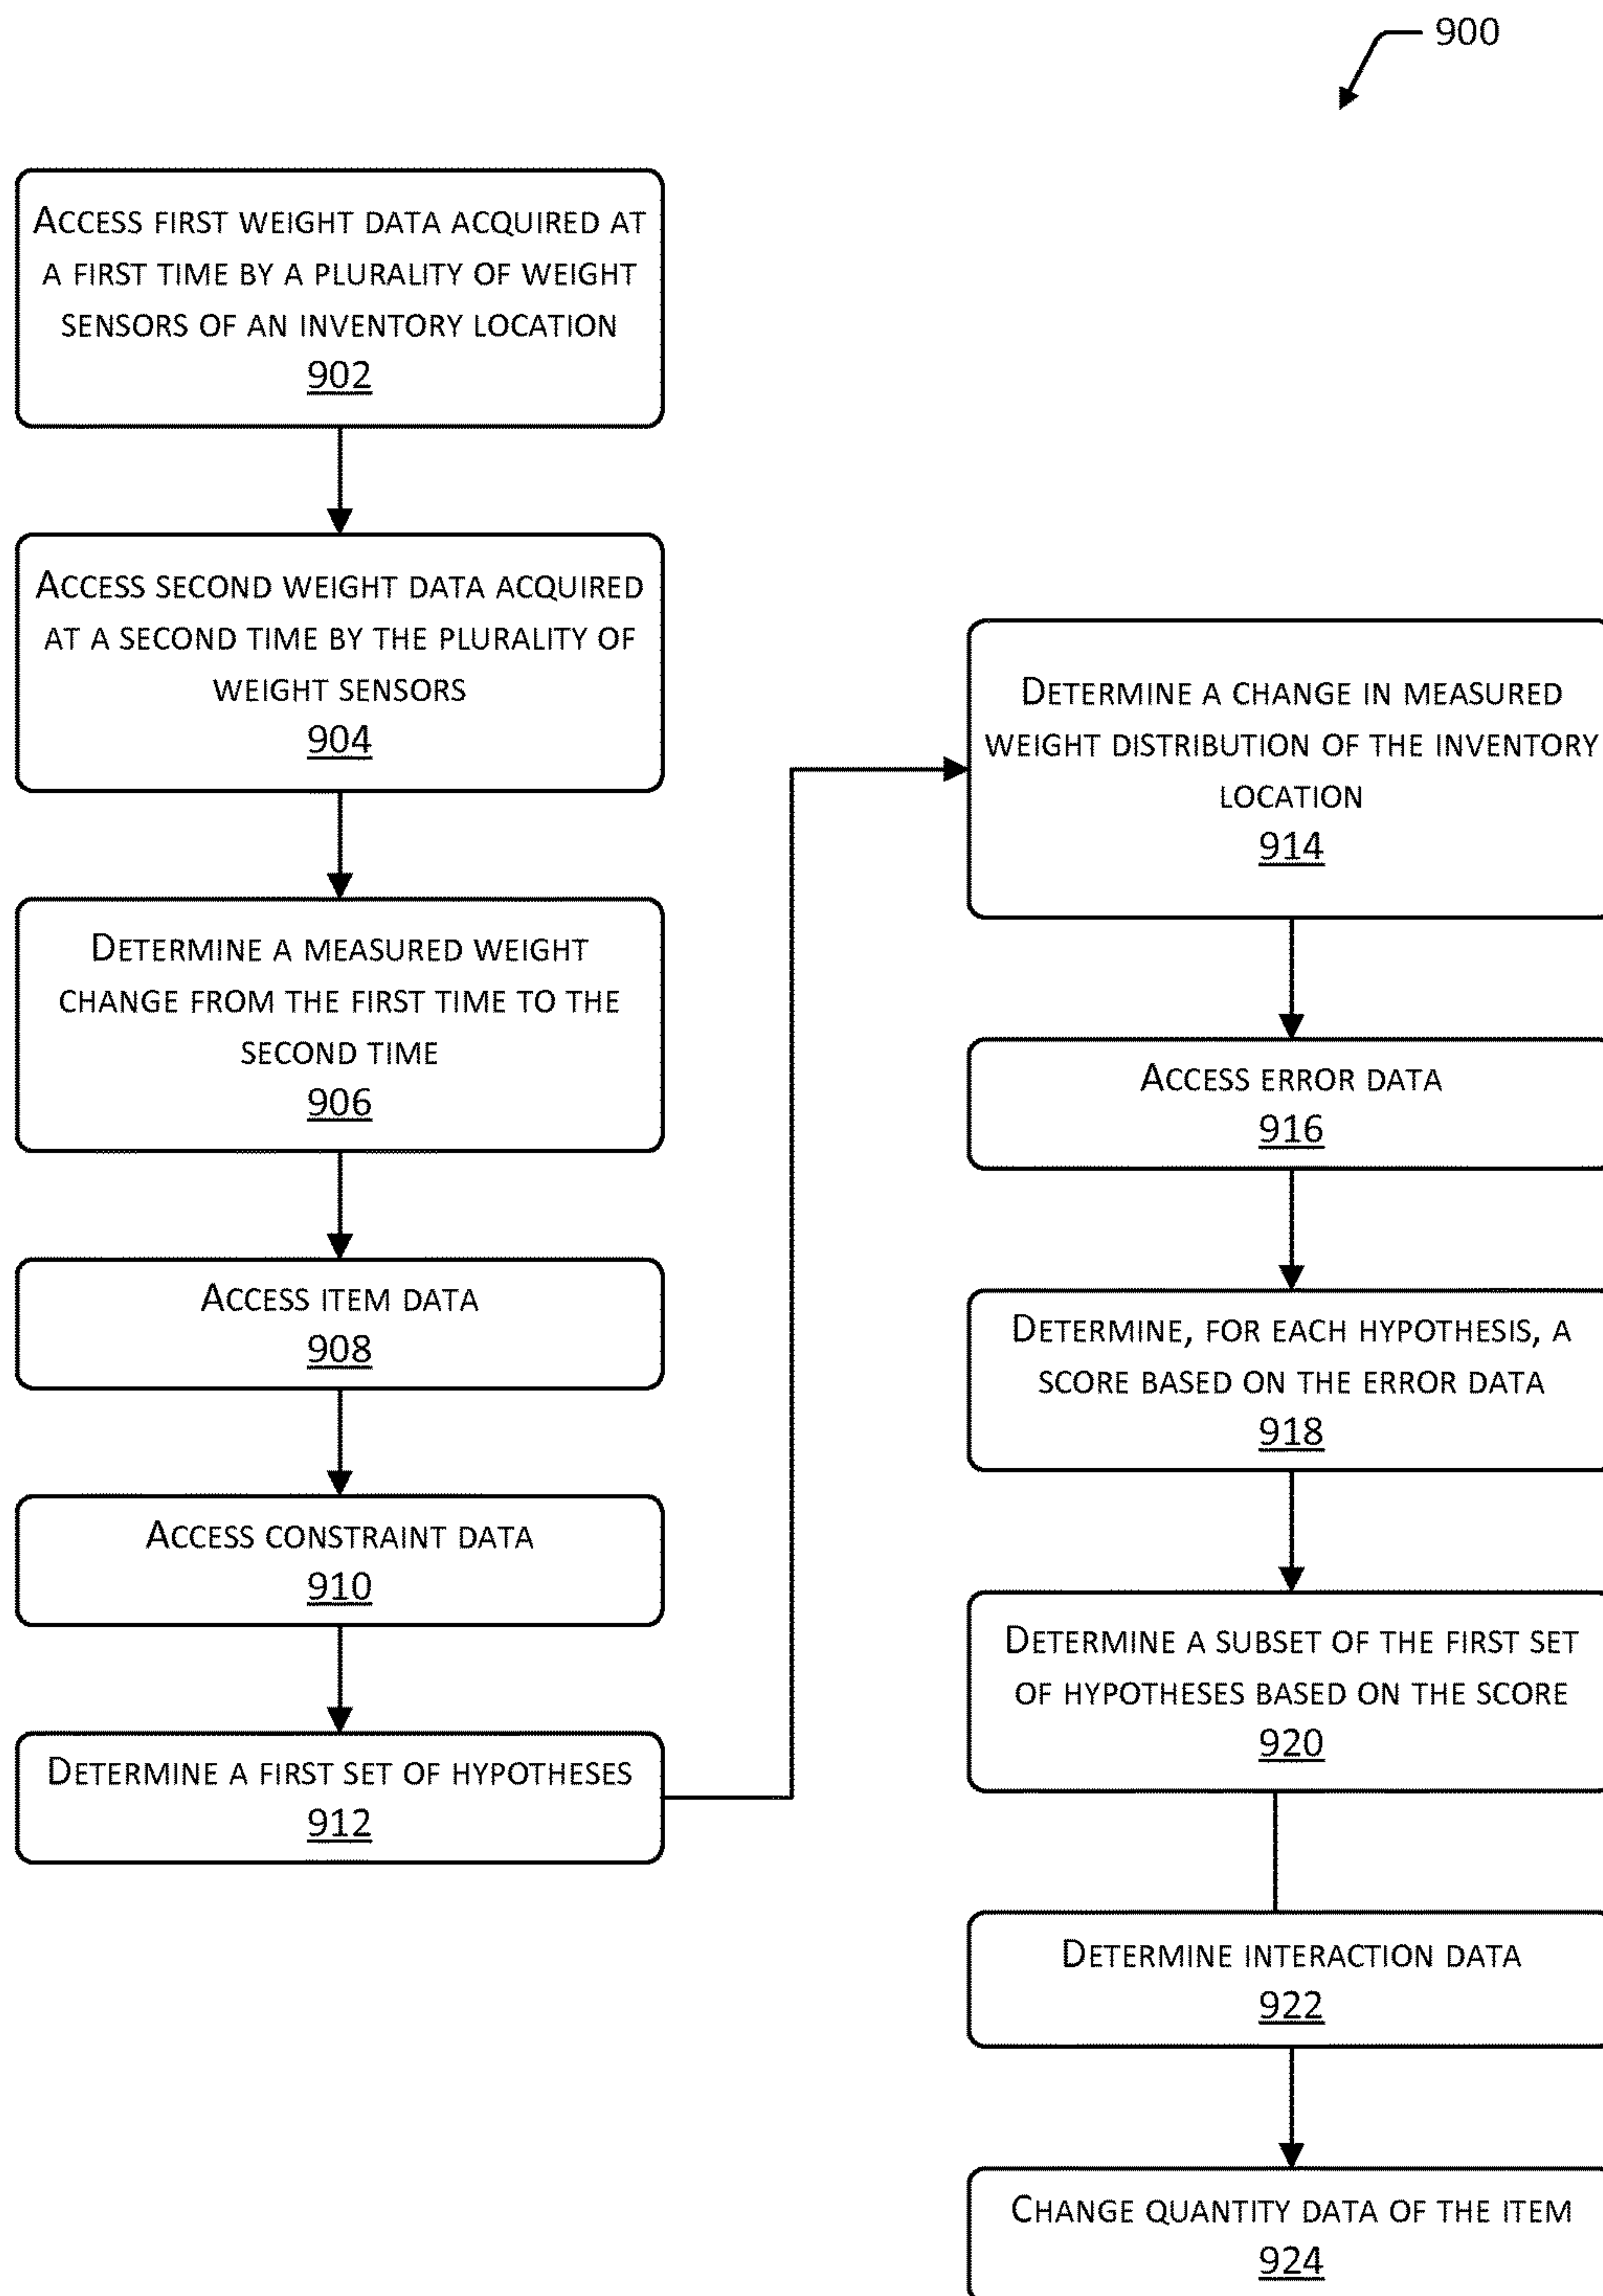 900
ACCESS FIRST WEIGHT DATA ACQUIRED AT
A FIRST TIME BY A PLURALITY OF WEIGHT
SENSORS OF AN INVENTORY LOCATION
902
ACCESS SECOND WEIGHT DATA ACQUIRED
AT A SECOND TIME BY THE PLURALITY OF
WEIGHT SENSORS
904
DETERMINE A MEASURED WEIGHT
CHANGE FROM THE FIRST TIME TO THE
SECOND TIME
906
ACCESS ITEM DATA
908
ACCESS CONSTRAINT DATA
910
DETERMINE A FIRST SET OF HYPOTHESES
912
DETERMINE A CHANGE IN MEASURED
WEIGHT DISTRIBUTION OF THE INVENTORY
LOCATION
914
ACCESS ERROR DATA
916
DETERMINE, FOR EACH HYPOTHESIS, A
SCORE BASED ON THE ERROR DATA
918
DETERMINE A SUBSET OF THE FIRST SET
OF HYPOTHESES BASED ON THE SCORE
920
DETERMINE INTERACTION DATA
922
CHANGE QUANTITY DATA OF THE ITEM
924